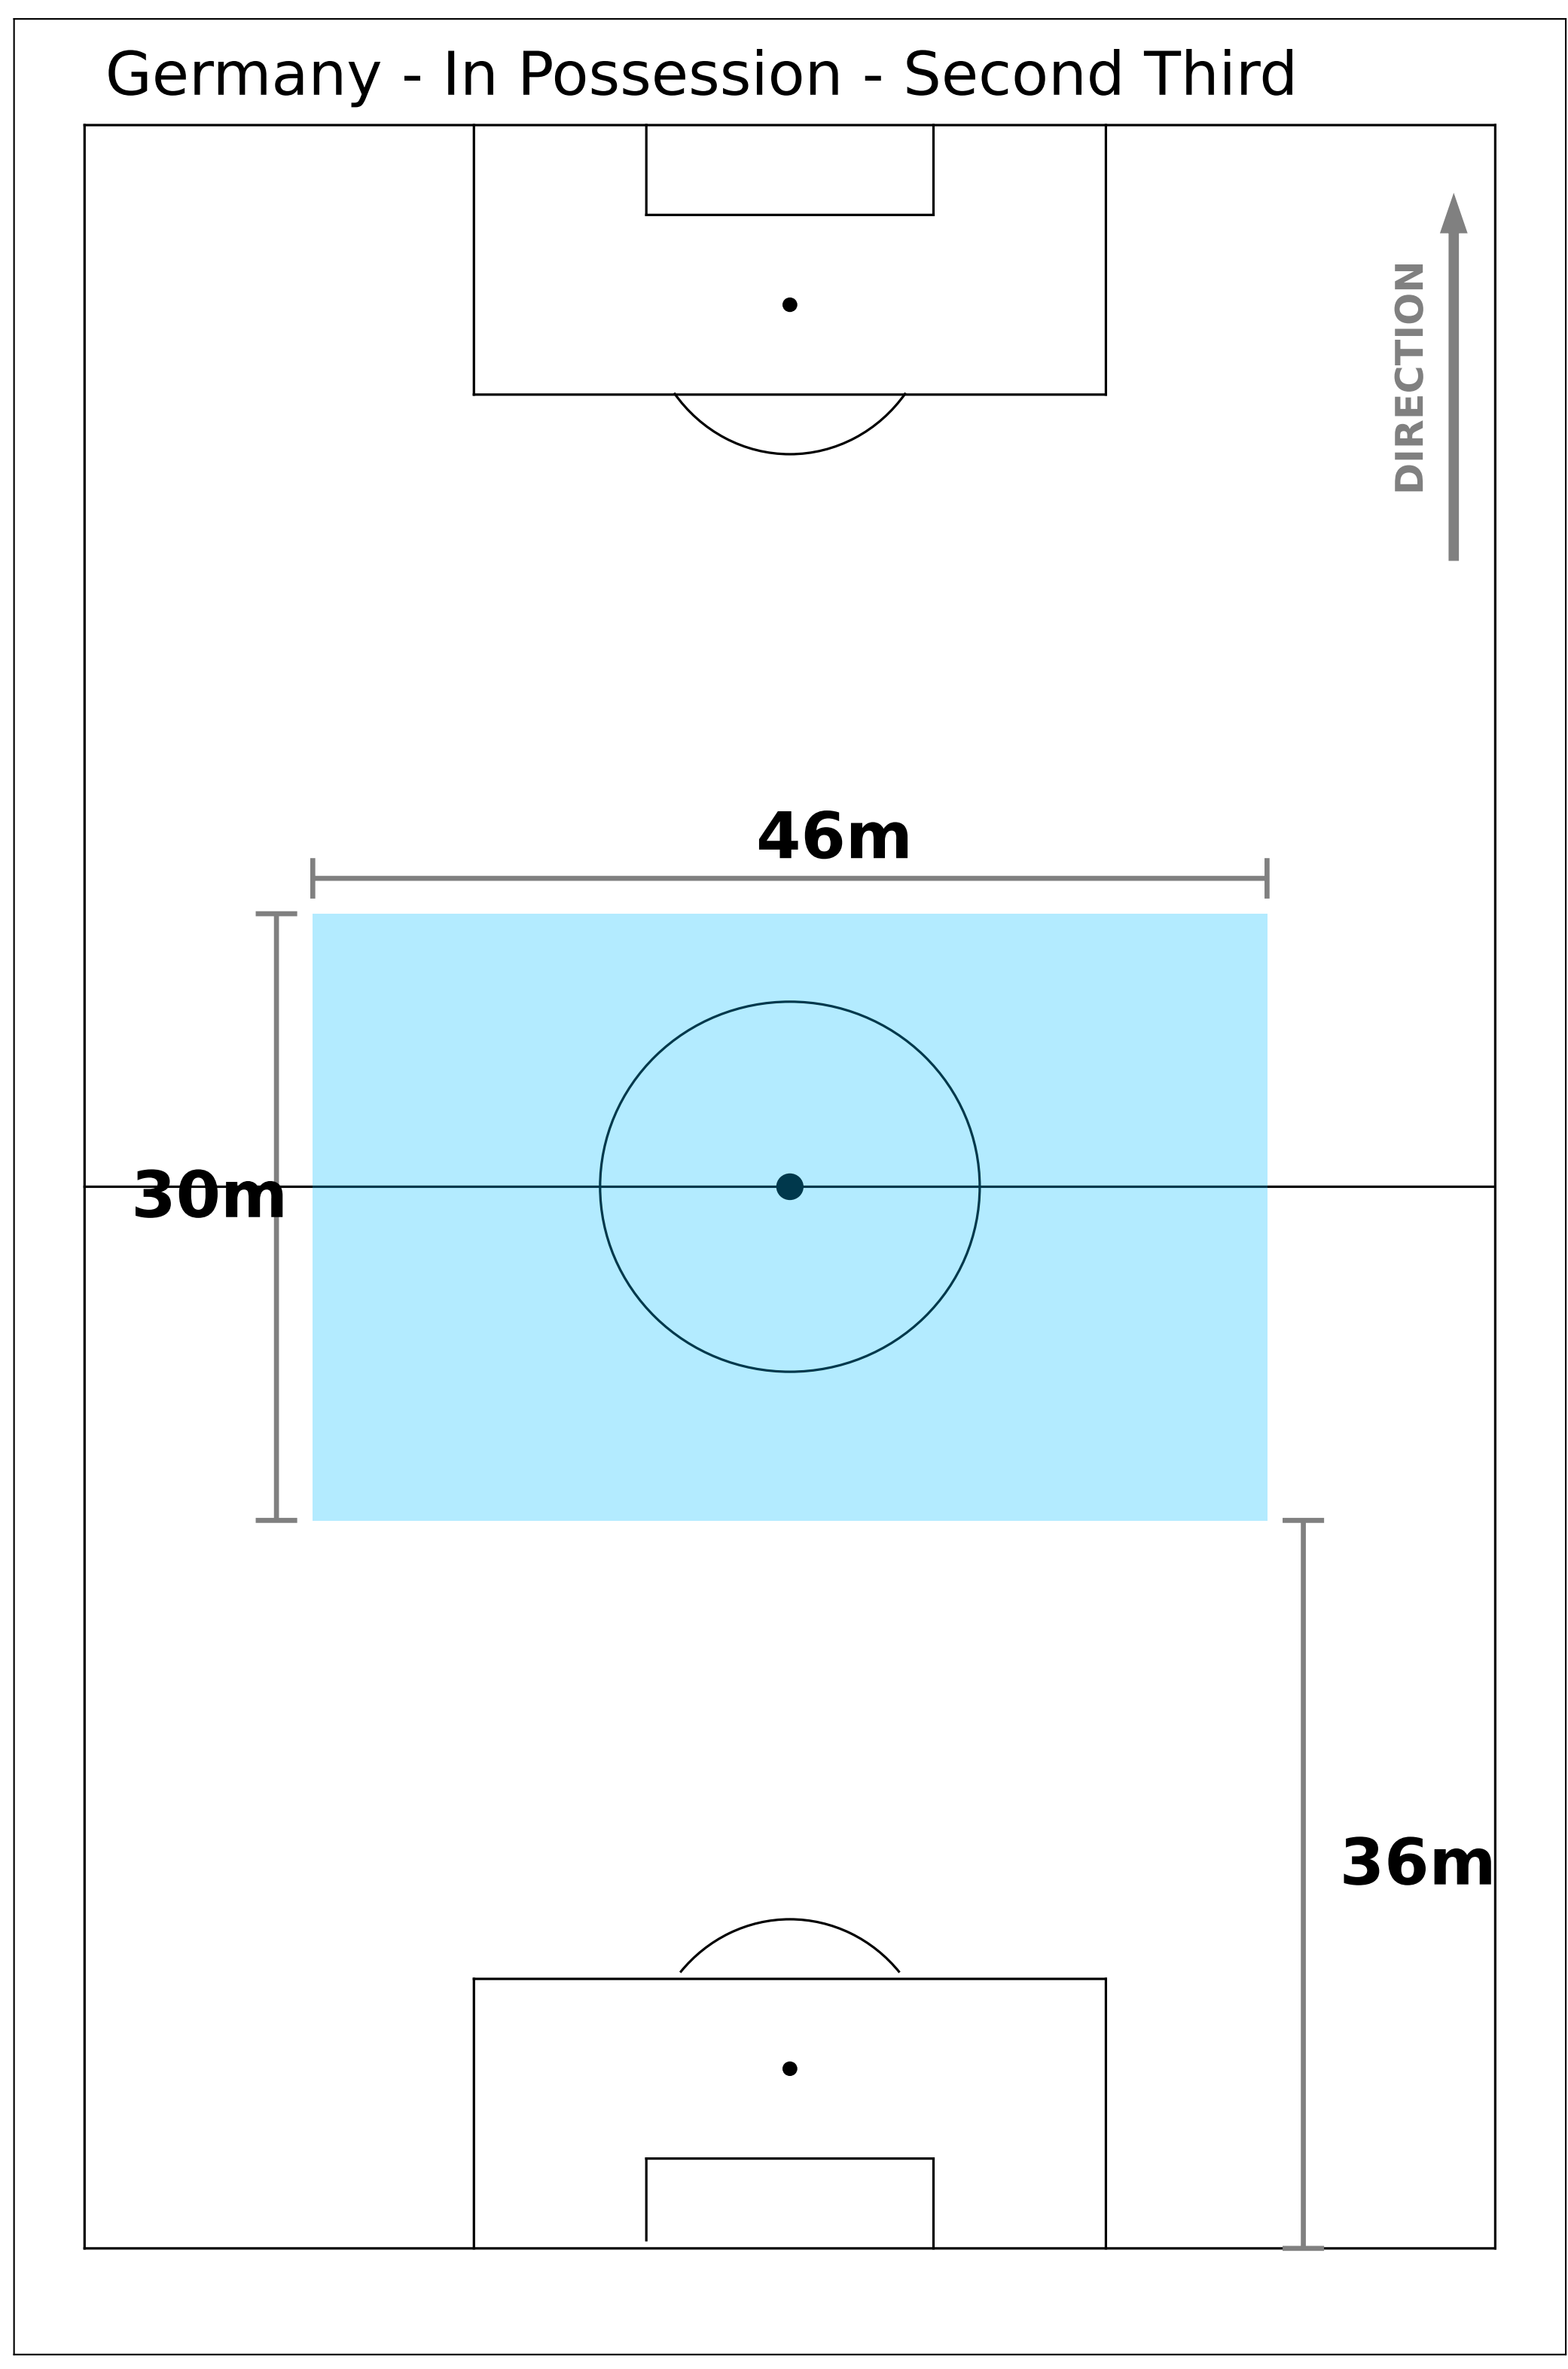 Germany - In Possession - Second Third
DIRECTION
46m
30m
36m